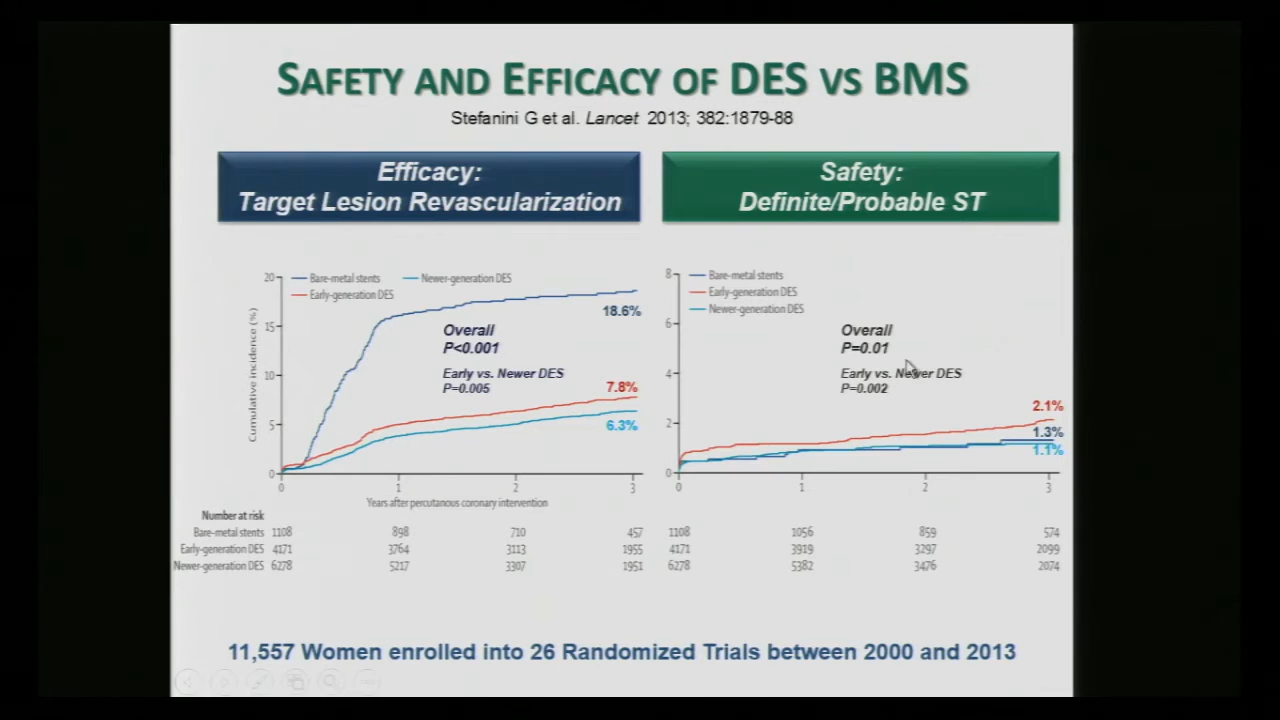 SAFETY AND EFFICACY OF DES VS BMS
Stefanini G et al. Lancet 2013; 382:1879-88
Efficacy:
Target Lesion Revascularization
Safety:
Definite/Probable ST
20
15
10
5
0
Cumulative incidence (%)
Bare-metal stents
Newer-generation DES
Early-generation DES
18.6%
Overall
P<0.001
Early vs. Newer DES
P=0.005
7.8%
6.3%
0 1 2 3
Years after percutanous coronary intervention
8
6
4
2
0
Bare-metal stents
Early-generation DES
Newer-generation DES
Overall
P=0.01
Early vs. Newer DES
P=0.002
2.1%
1.3%
1.1%
0 1 2 3
Number at risk
Bare-metal stents 1108 898 710 457 1108 1056 859 574
Early-generation DES 4171 3764 3113 1955 4171 3919 3297 2099
Newer-generation DES 6278 5217 3307 1951 6278 5382 3476 2074
11,557 Women enrolled into 26 Randomized Trials between 2000 and 2013